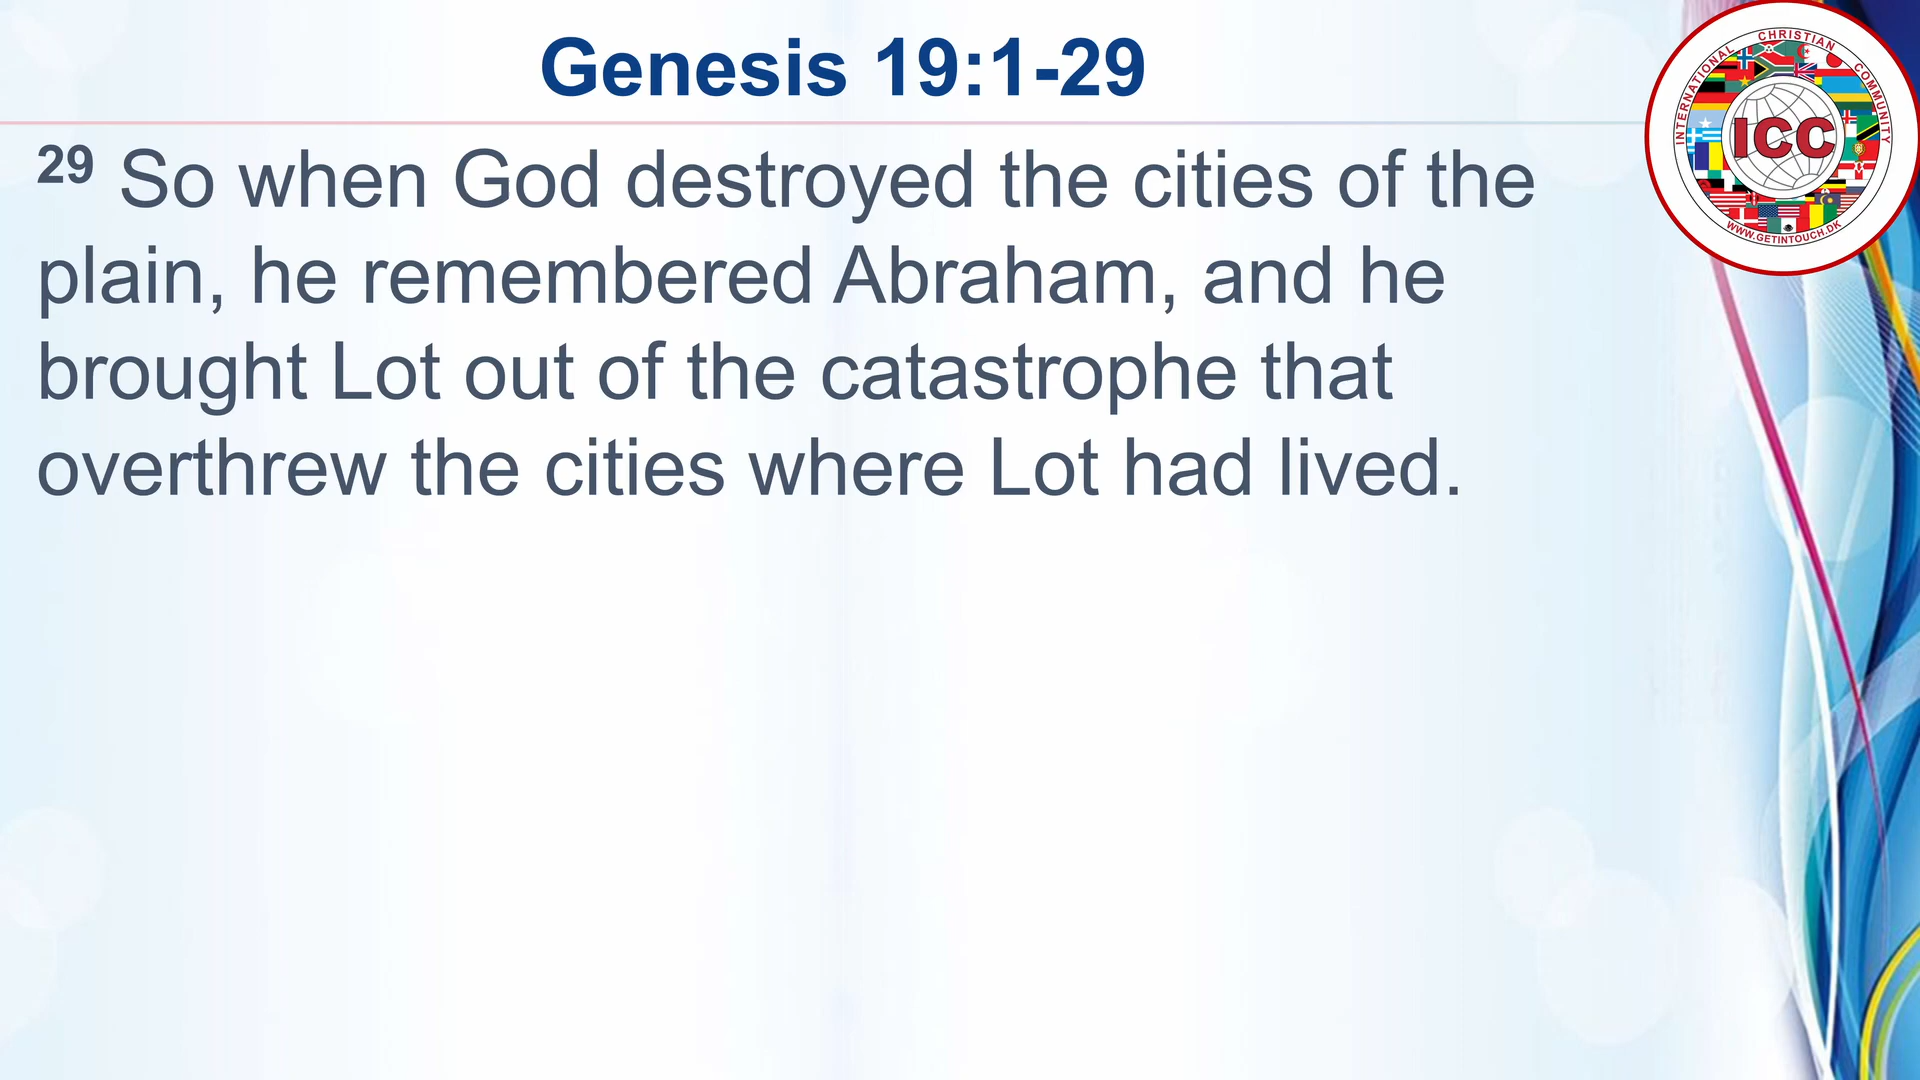 Genesis 19:1-29
29 So when God destroyed the cities of the
plain, he remembered Abraham, and he
brought Lot out of the catastrophe that
overthrew the cities where Lot had lived.
INTERNATIONAL CHRISTIAN COMMUNITY
ICC
WWW.GETINTOUCH.DK